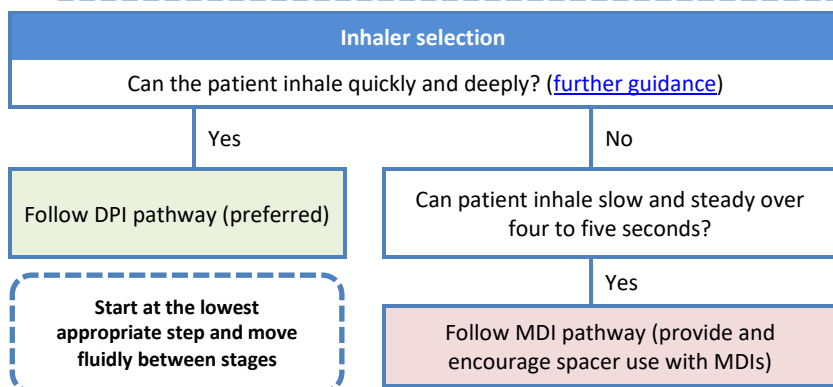 Inhaler selection
Can the patient inhale quickly and deeply? (further guidance)
Yes
No
Follow DPI pathway (preferred)
Can patient inhale slow and steady over
four to five seconds?
Yes
Start at the lowest
appropriate step and move
fluidly between stages
Follow MDI pathway (provide and
encourage spacer use with MDIs)